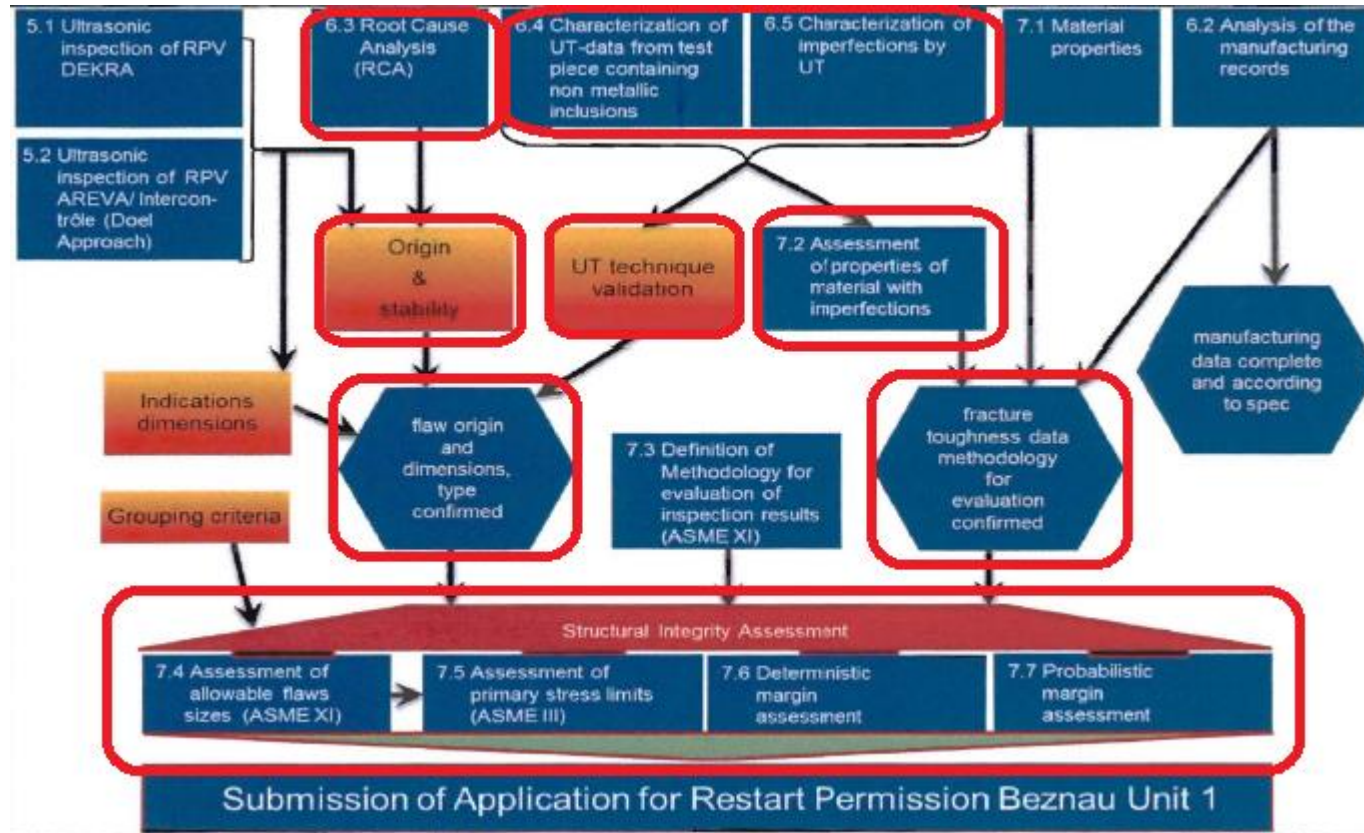 5.1 Ultrasonic
inspection of RPV
DEKRA
6.3 Root Cause
Analysis
(RCA)
6.4 Characterization of
UT-data from test
piece containing
non metallic
inclusions
6.5 Characterization of
imperfections by
UT
7.1 Material
properties
6.2 Analysis of the
manufacturing
records
5.2 Ultrasonic
inspection of RPV
AREVA/ Intercon-
trôle (Doel
Approach)
Origin
&
stability
UT technique
validation
7.2 Assessment
of properties of
material with
imperfections
manufacturing
data complete
and according
to spec
Indications
dimensions
flaw origin
and
dimensions,
type
confirmed
7.3 Definition of
Methodology for
evaluation of
inspection results
(ASME XI)
fracture
toughness data
methodology
for
evaluation
confirmed
Grouping criteria
Structural Integrity Assessment
7.4 Assessment of
allowable flaws
sizes (ASME XI)
7.5 Assessment of
primary stress limits
(ASME III)
7.6 Deterministic
margin
assessment
7.7 Probabilistic
margin
assessment
Submission of Application for Restart Permission Beznau Unit 1